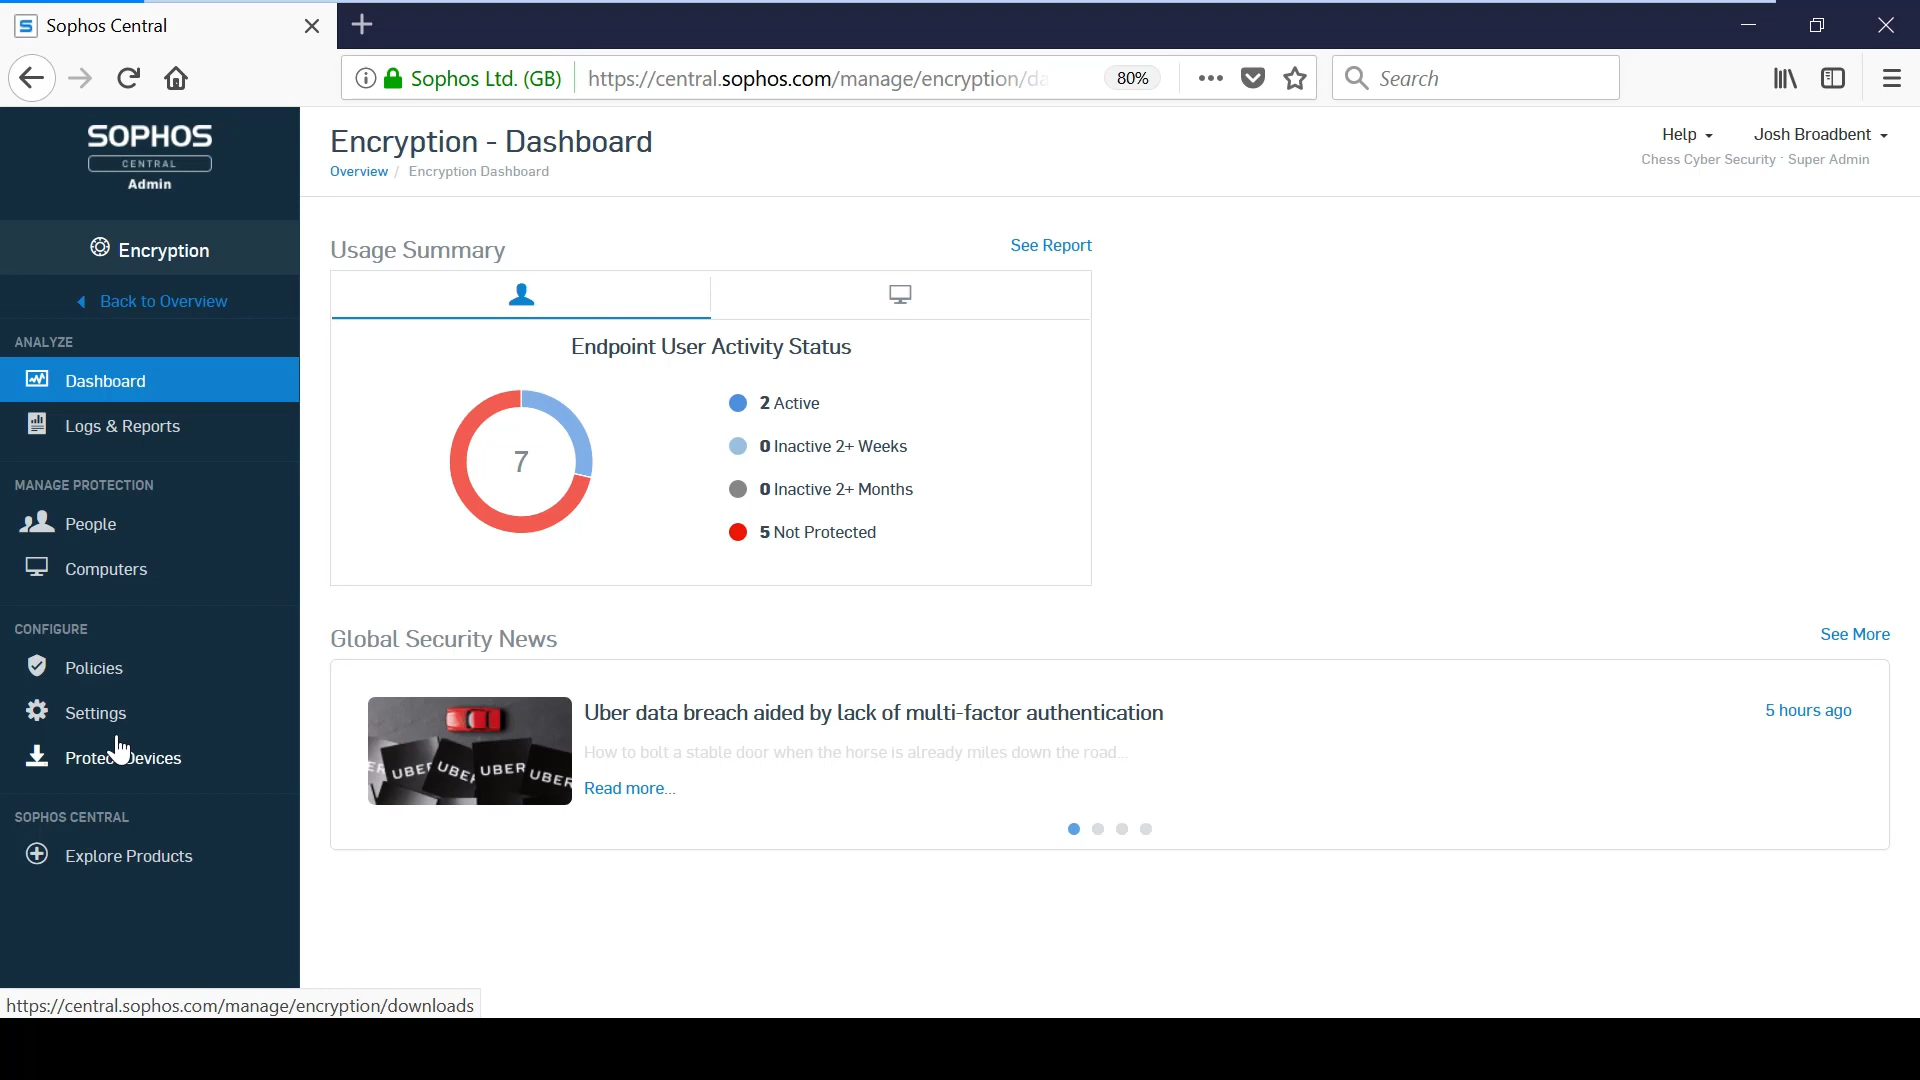 Sophos Central
Sophos Ltd. (GB)
https://central.sophos.com/manage/encryption/da
80%
Search
SOPHOS
CENTRAL
Admin
Encryption
Back to Overview
ANALYZE
Dashboard
Logs & Reports
MANAGE PROTECTION
People
Computers
CONFIGURE
Policies
Settings
Protect Devices
SOPHOS CENTRAL
Explore Products
https://central.sophos.com/manage/encryption/downloads
Encryption - Dashboard
Overview / Encryption Dashboard
Help
Josh Broadbent
Chess Cyber Security · Super Admin
Usage Summary
See Report
Endpoint User Activity Status
7
2 Active
0 Inactive 2+ Weeks
0 Inactive 2+ Months
5 Not Protected
Global Security News
See More
UBER UBER UBER UBER
Uber data breach aided by lack of multi-factor authentication
5 hours ago
How to bolt a stable door when the horse is already miles down the road...
Read more...